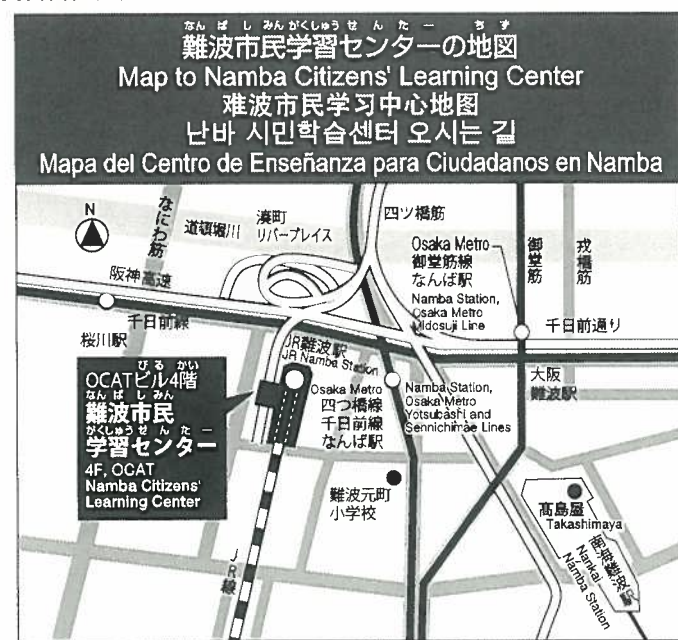 なんばしみんがくしゅうせんたー ちず
難波市民学習センターの地図
Map to Namba Citizens' Learning Center
难波市民学习中心地图
난바 시민학습센터 오시는 길
Mapa del Centro de Enseñanza para Ciudadanos en Namba
N
なにわ筋
道頓堀川
湊町
リバープレイス
四ツ橋筋
Osaka Metro
御堂筋線
なんば駅
Namba Station,
Osaka Metro
Midosuji Line
御堂筋
戎橋筋
阪神高速
千日前線
桜川駅
千日前通り
大阪
難波駅
JR難波駅
JR Namba Station
Osaka Metro
四つ橋線
千日前線
なんば駅
Namba Station,
Osaka Metro
Yotsubashi and
Sennichimae Lines
びる かい
OCATビル4階
なんばしみん
難波市民
がくしゅうせんたー
学習センター
4F, OCAT
Namba Citizens'
Learning Center
難波元町
小学校
髙島屋
Takashimaya
南海難波駅
Nankai
Namba Station
JR線